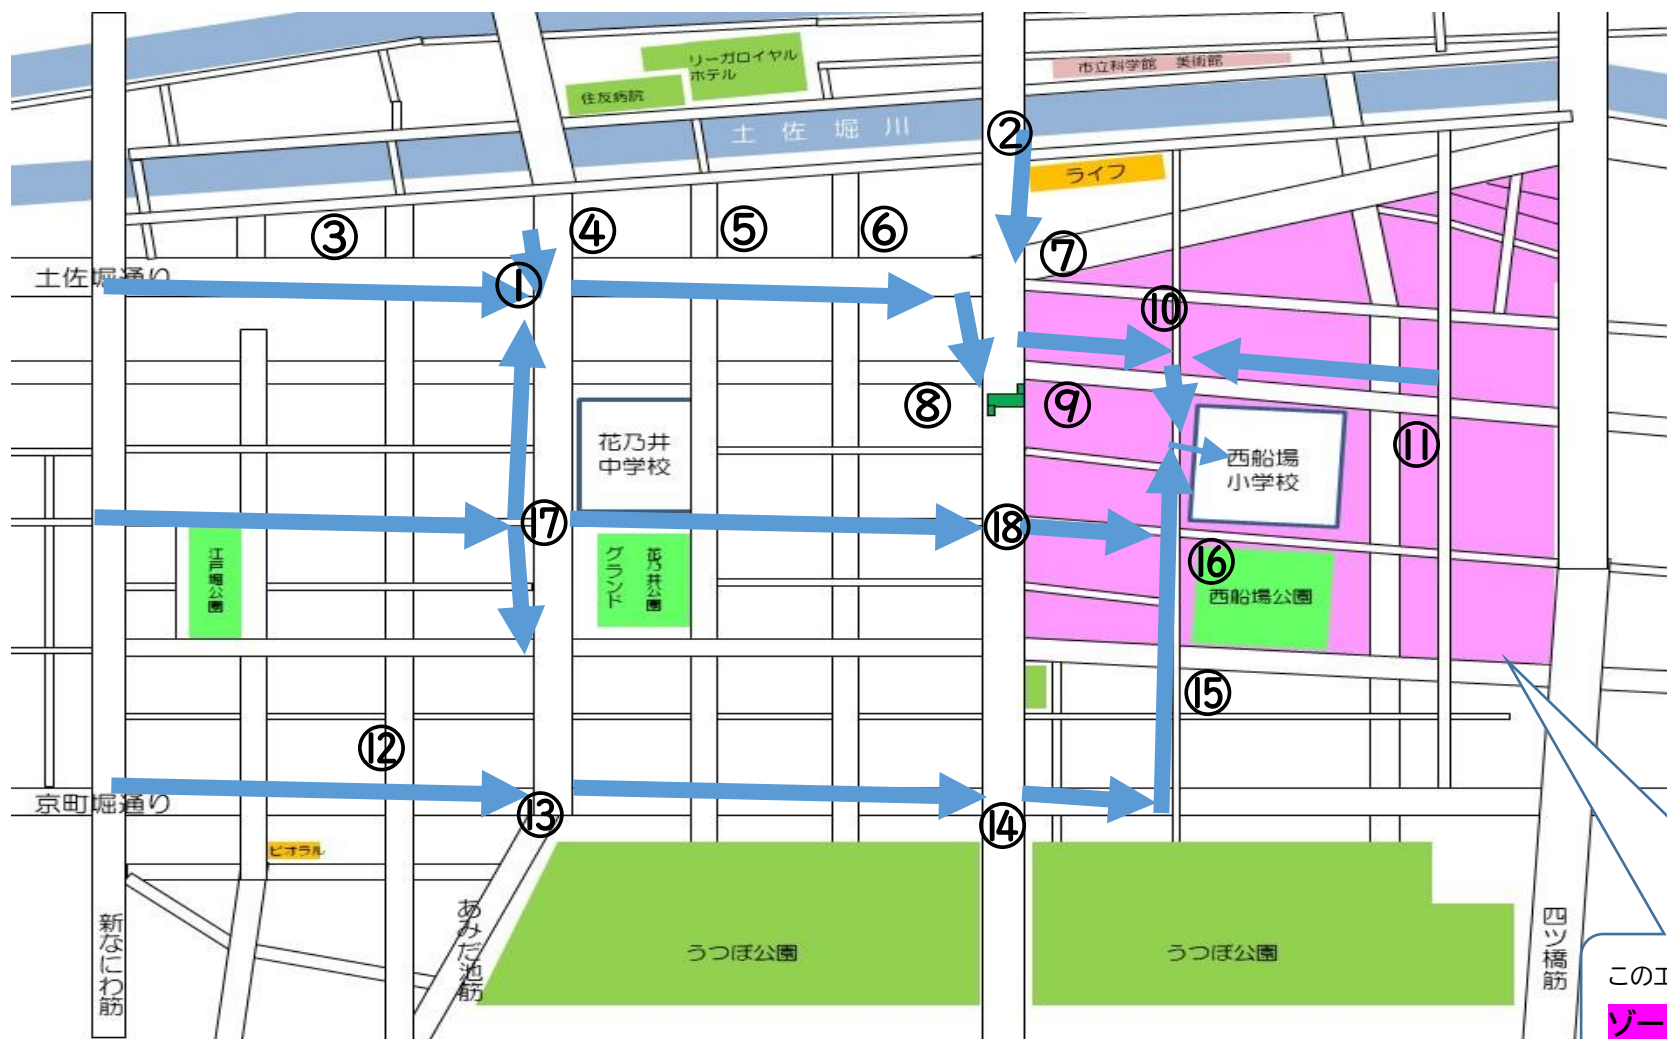 リーガロイヤル
ホテル
住友病院
市立科学館　美術館
土佐堀川
②
ライフ
③
④
⑤
⑥
⑦
土佐堀通り
①
⑩
⑧
⑨
花乃井
中学校
⑪
西船場
小学校
⑰
⑱
江戸堀公園
花乃井公園
グランド
⑯
西船場公園
⑮
⑫
京町堀通り
⑬
⑭
ビオラル
新なにわ筋
あみだ池筋
うつぼ公園
うつぼ公園
四ツ橋筋
このエ
ゾー